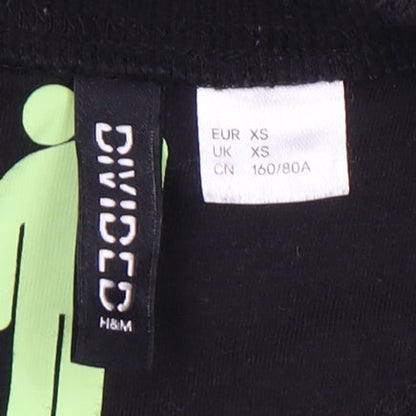 DIVIDED
H&M
EUR XS
UK XS
CN 160/80A